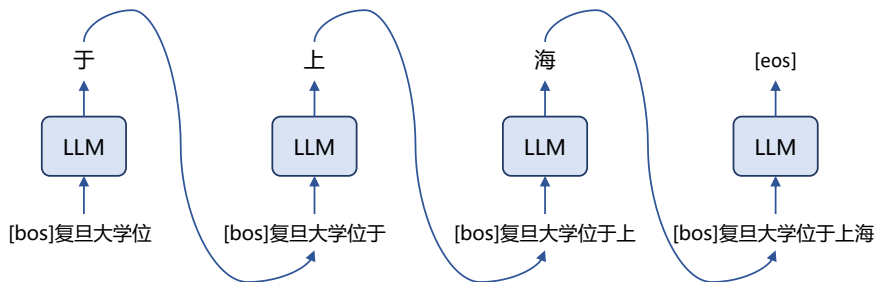 于 上 海 [eos]
LLM LLM LLM LLM
[bos]复旦大学位 [bos]复旦大学位于 [bos]复旦大学位于上 [bos]复旦大学位于上海